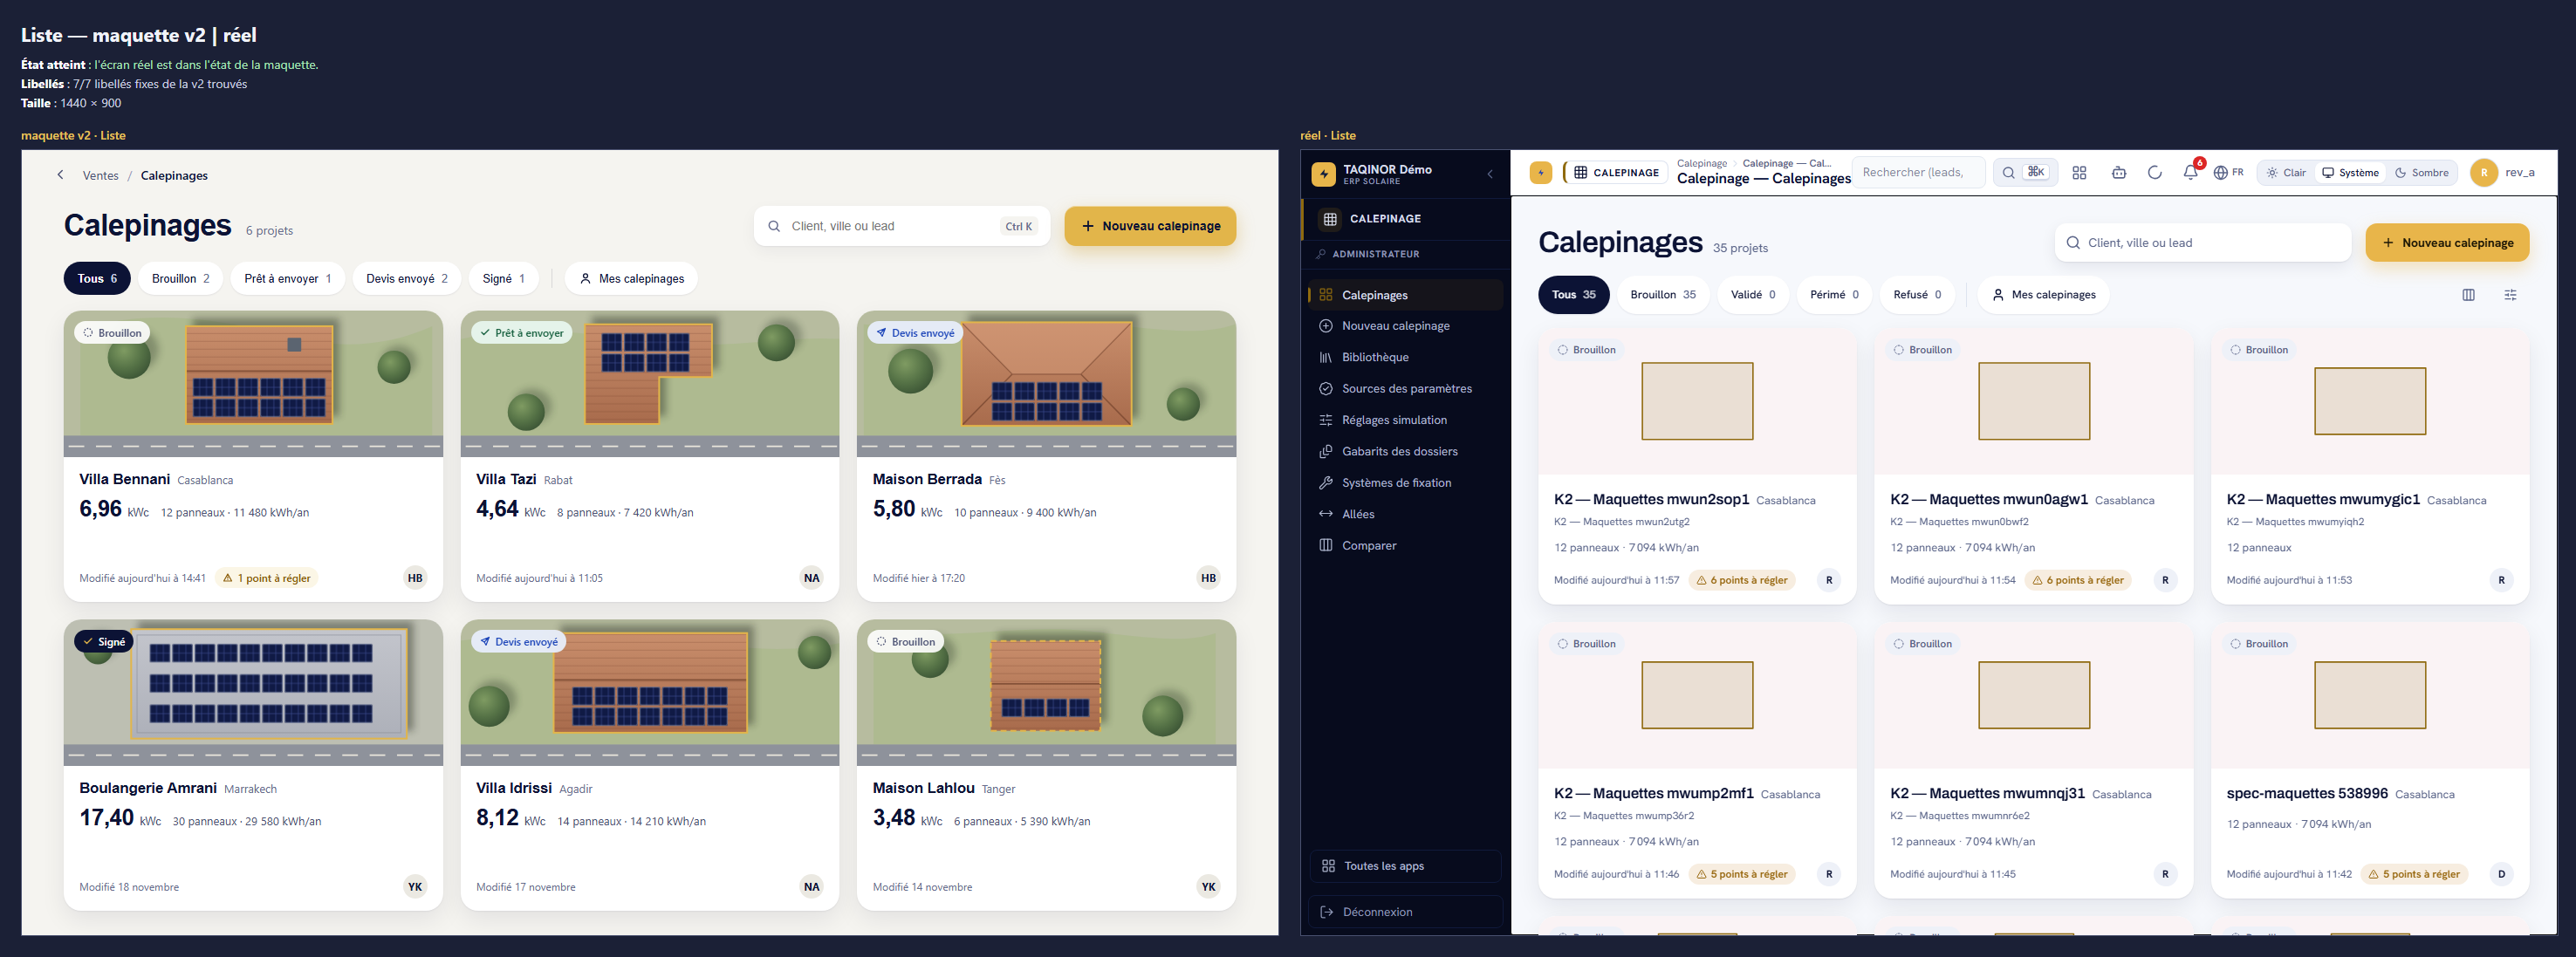 Liste — maquette v2 | réel
État atteint : l'écran réel est dans l'état de la maquette.
Libellés : 7/7 libellés fixes de la v2 trouvés
Taille : 1440 × 900
maquette v2 · Liste
Ventes / Calepinages
Calepinages 6 projets
Client, ville ou lead Ctrl K
Nouveau calepinage
Tous 6 Brouillon 2 Prêt à envoyer 1 Devis envoyé 2 Signé 1 Mes calepinages
Brouillon
Villa Bennani Casablanca
6,96 kWc 12 panneaux · 11 480 kWh/an
Modifié aujourd'hui à 14:41 1 point à régler HB
Prêt à envoyer
Villa Tazi Rabat
4,64 kWc 8 panneaux · 7 420 kWh/an
Modifié aujourd'hui à 11:05 NA
Devis envoyé
Maison Berrada Fès
5,80 kWc 10 panneaux · 9 400 kWh/an
Modifié hier à 17:20 HB
Signé
Boulangerie Amrani Marrakech
17,40 kWc 30 panneaux · 29 580 kWh/an
Modifié 18 novembre YK
Devis envoyé
Villa Idrissi Agadir
8,12 kWc 14 panneaux · 14 210 kWh/an
Modifié 17 novembre NA
Brouillon
Maison Lahlou Tanger
3,48 kWc 6 panneaux · 5 390 kWh/an
Modifié 14 novembre YK
réel · Liste
TAQINOR Démo
ERP SOLAIRE
CALEPINAGE
ADMINISTRATEUR
Calepinages
Nouveau calepinage
Bibliothèque
Sources des paramètres
Réglages simulation
Gabarits des dossiers
Systèmes de fixation
Allées
Comparer
Toutes les apps
Déconnexion
CALEPINAGE
Calepinage Calepinage — Cal...
Calepinage — Calepinages
Rechercher (leads,
⌘K
6
FR
Clair Système Sombre
R rev_a
Calepinages 35 projets
Client, ville ou lead
Nouveau calepinage
Tous 35 Brouillon 35 Validé 0 Périmé 0 Refusé 0 Mes calepinages
Brouillon
K2 — Maquettes mwun2sop1 Casablanca
K2 — Maquettes mwun2utg2
12 panneaux · 7 094 kWh/an
Modifié aujourd'hui à 11:57 6 points à régler R
Brouillon
K2 — Maquettes mwun0agw1 Casablanca
K2 — Maquettes mwun0bwf2
12 panneaux · 7 094 kWh/an
Modifié aujourd'hui à 11:54 6 points à régler R
Brouillon
K2 — Maquettes mwumygic1 Casablanca
K2 — Maquettes mwumyiqh2
12 panneaux
Modifié aujourd'hui à 11:53 R
Brouillon
K2 — Maquettes mwump2mf1 Casablanca
K2 — Maquettes mwump36r2
12 panneaux · 7 094 kWh/an
Modifié aujourd'hui à 11:46 5 points à régler R
Brouillon
K2 — Maquettes mwumnqj31 Casablanca
K2 — Maquettes mwumnr6e2
12 panneaux · 7 094 kWh/an
Modifié aujourd'hui à 11:45 R
Brouillon
spec-maquettes 538996 Casablanca
12 panneaux · 7 094 kWh/an
Modifié aujourd'hui à 11:42 5 points à régler D